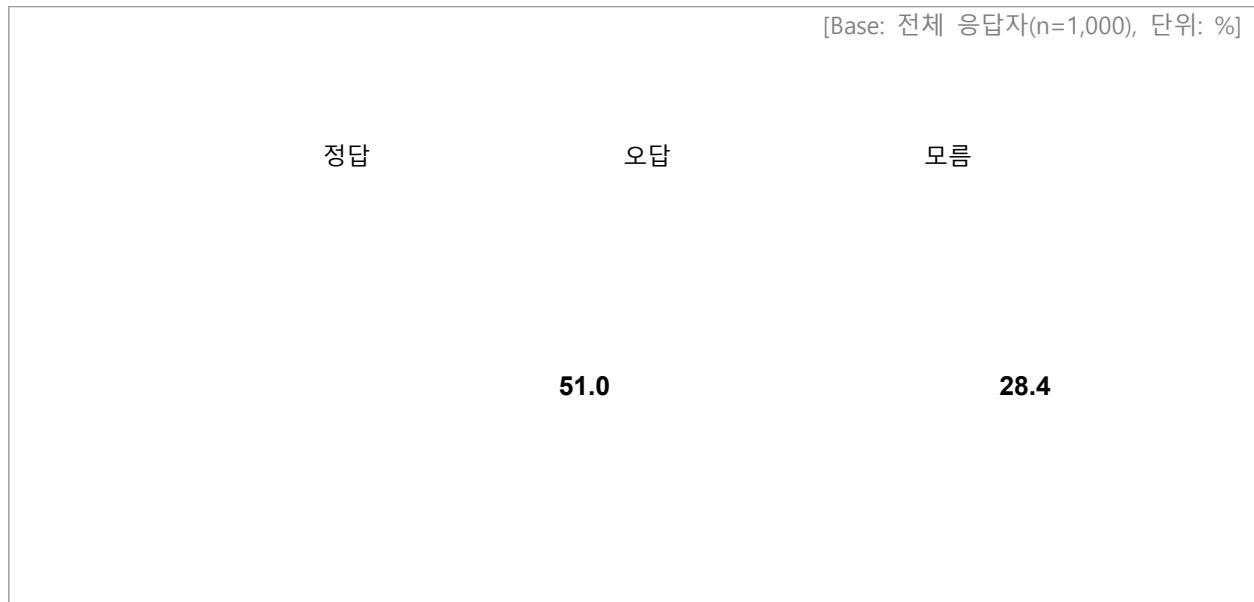 [Base: 전체 응답자(n=1,000), 단위: %]
정답 오답 모름
51.0 28.4